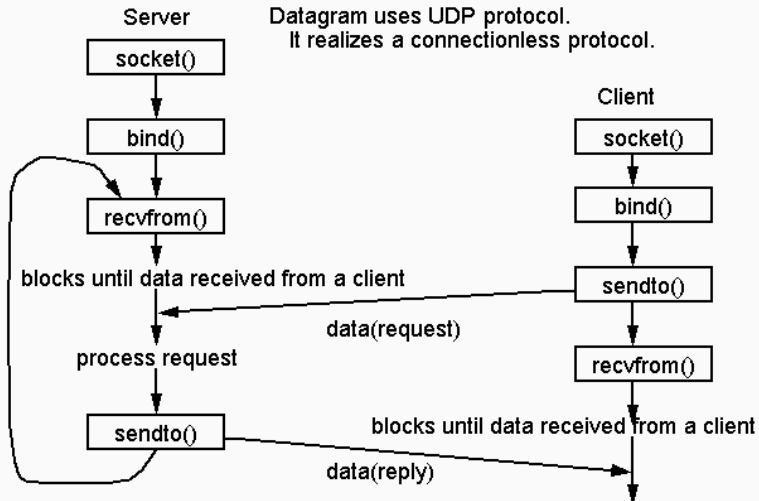 Server
Datagram uses UDP protocol.
It realizes a connectionless protocol.
socket()
bind()
recvfrom()
blocks until data received from a client
process request
sendto()
Client
socket()
bind()
sendto()
data(request)
recvfrom()
blocks until data received from a client
data(reply)